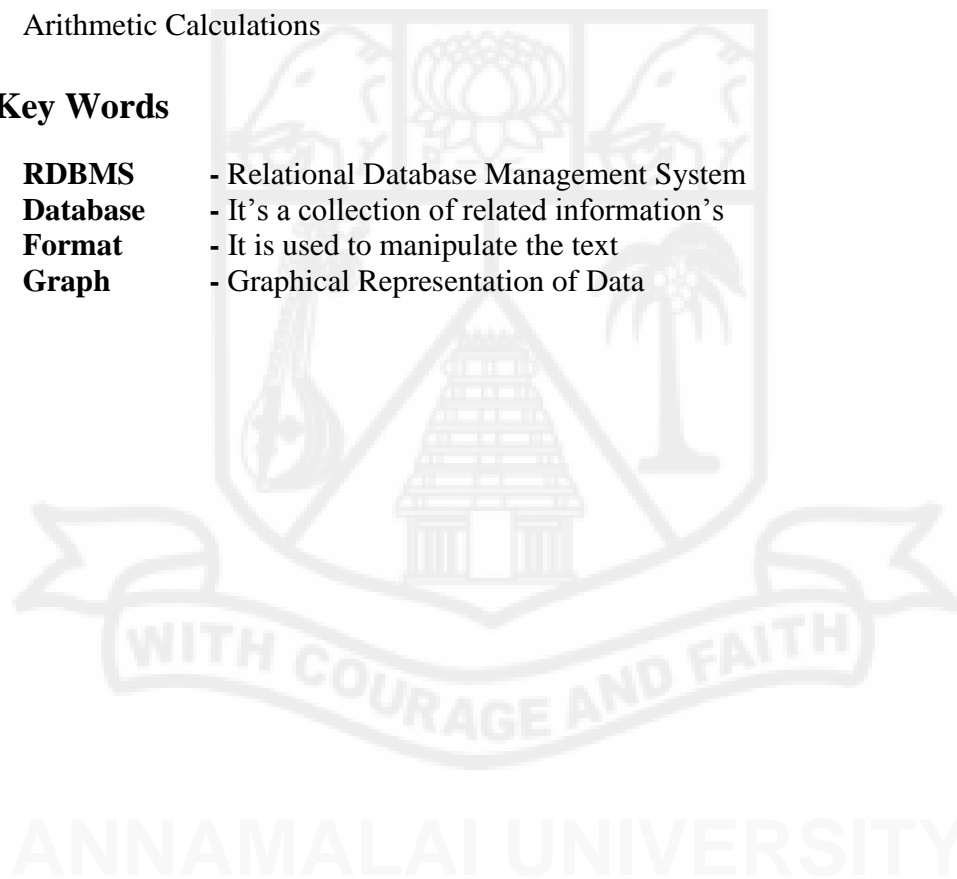 Arithmetic Calculations
Key Words
RDBMS - Relational Database Management System
Database - It’s a collection of related information’s
Format - It is used to manipulate the text
Graph - Graphical Representation of Data
WITH COURAGE AND FAITH
ANNAMALAI UNIVERSITY